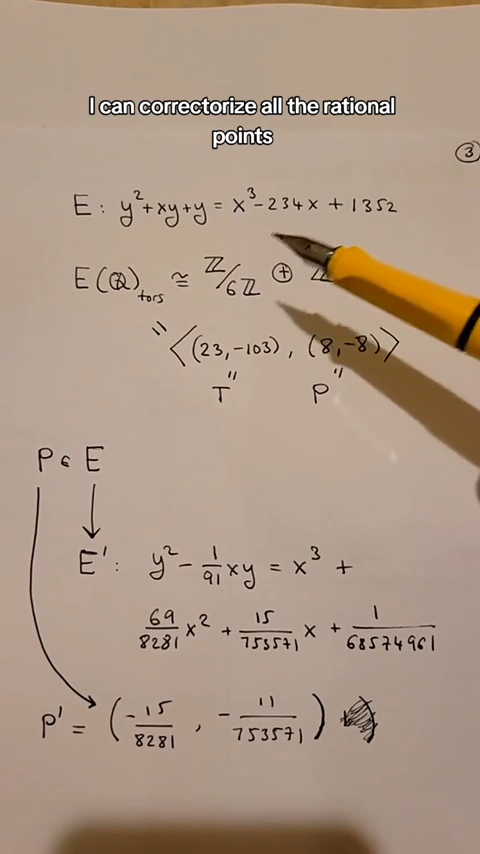 I can correctorize all the rational
points
③
E: y²+xy+y = x³-234x + 1352
E(ℚ)tors ≅ ℤ/6ℤ ⊕ ℤ
" ⟨(23,-103), (8,-8)⟩
" "
T P
P ∈ E
E': y² - 1/91 xy = x³ +
69/8281 x² + 15/753571 x + 1/68574961
P' = (-15/8281, -11/753571)